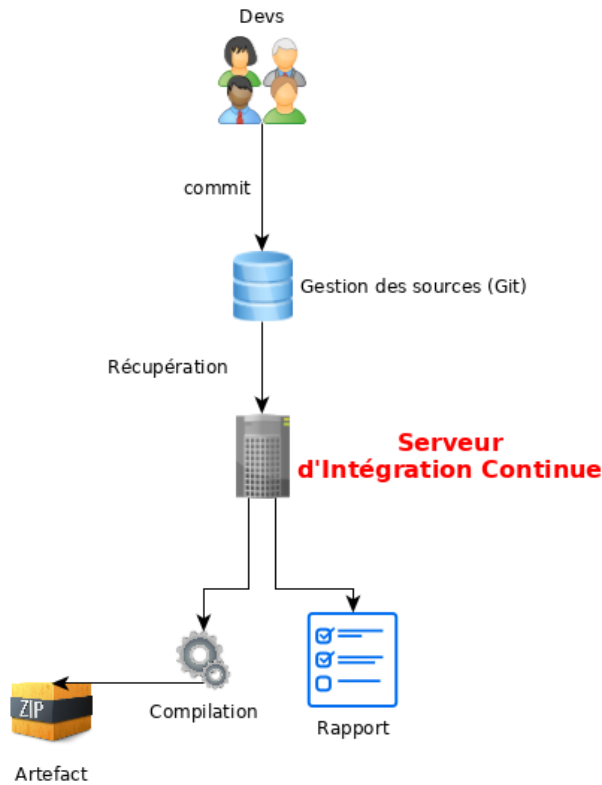 Devs
commit
Gestion des sources (Git)
Récupération
Serveur
d'Intégration Continue
Compilation
Rapport
ZIP
Artefact